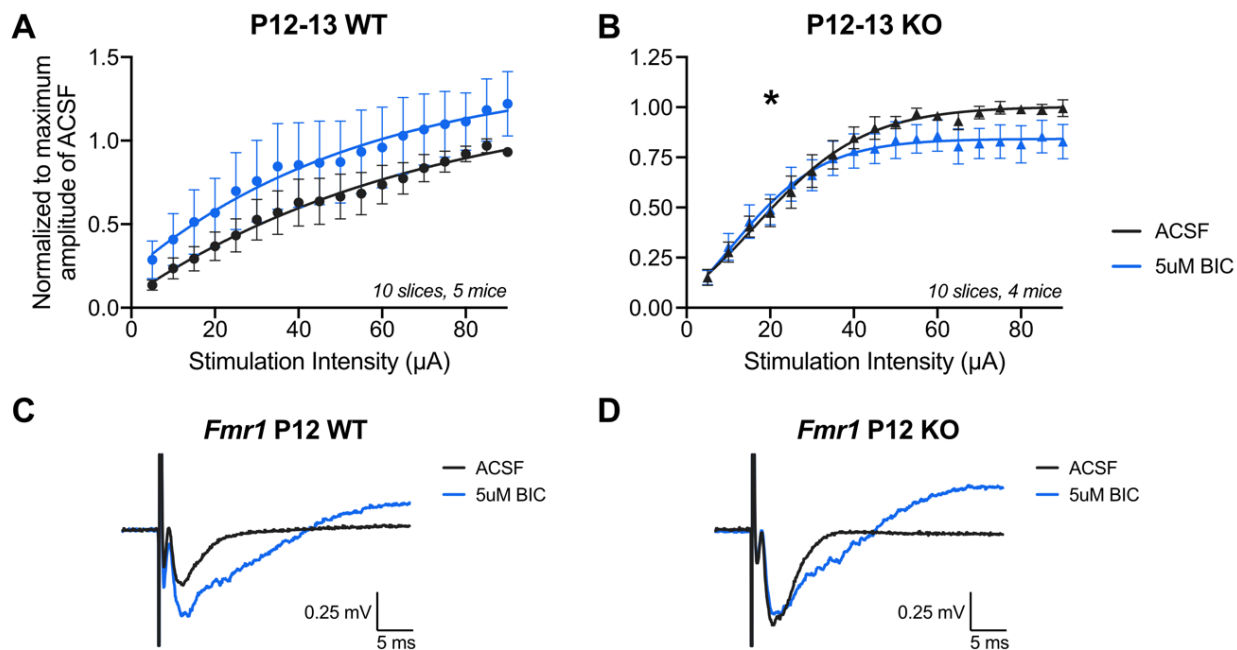 A
P12-13 WT
Normalized to maximum
amplitude of ACSF
1.5
1.0
0.5
0.0
0 20 40 60 80
10 slices, 5 mice
Stimulation Intensity (μA)
B
P12-13 KO
1.25
1.00
0.75
0.50
0.25
0.00
*
0 20 40 60 80
10 slices, 4 mice
Stimulation Intensity (μA)
ACSF
5uM BIC
C
Fmr1 P12 WT
ACSF
5uM BIC
0.25 mV
5 ms
D
Fmr1 P12 KO
ACSF
5uM BIC
0.25 mV
5 ms